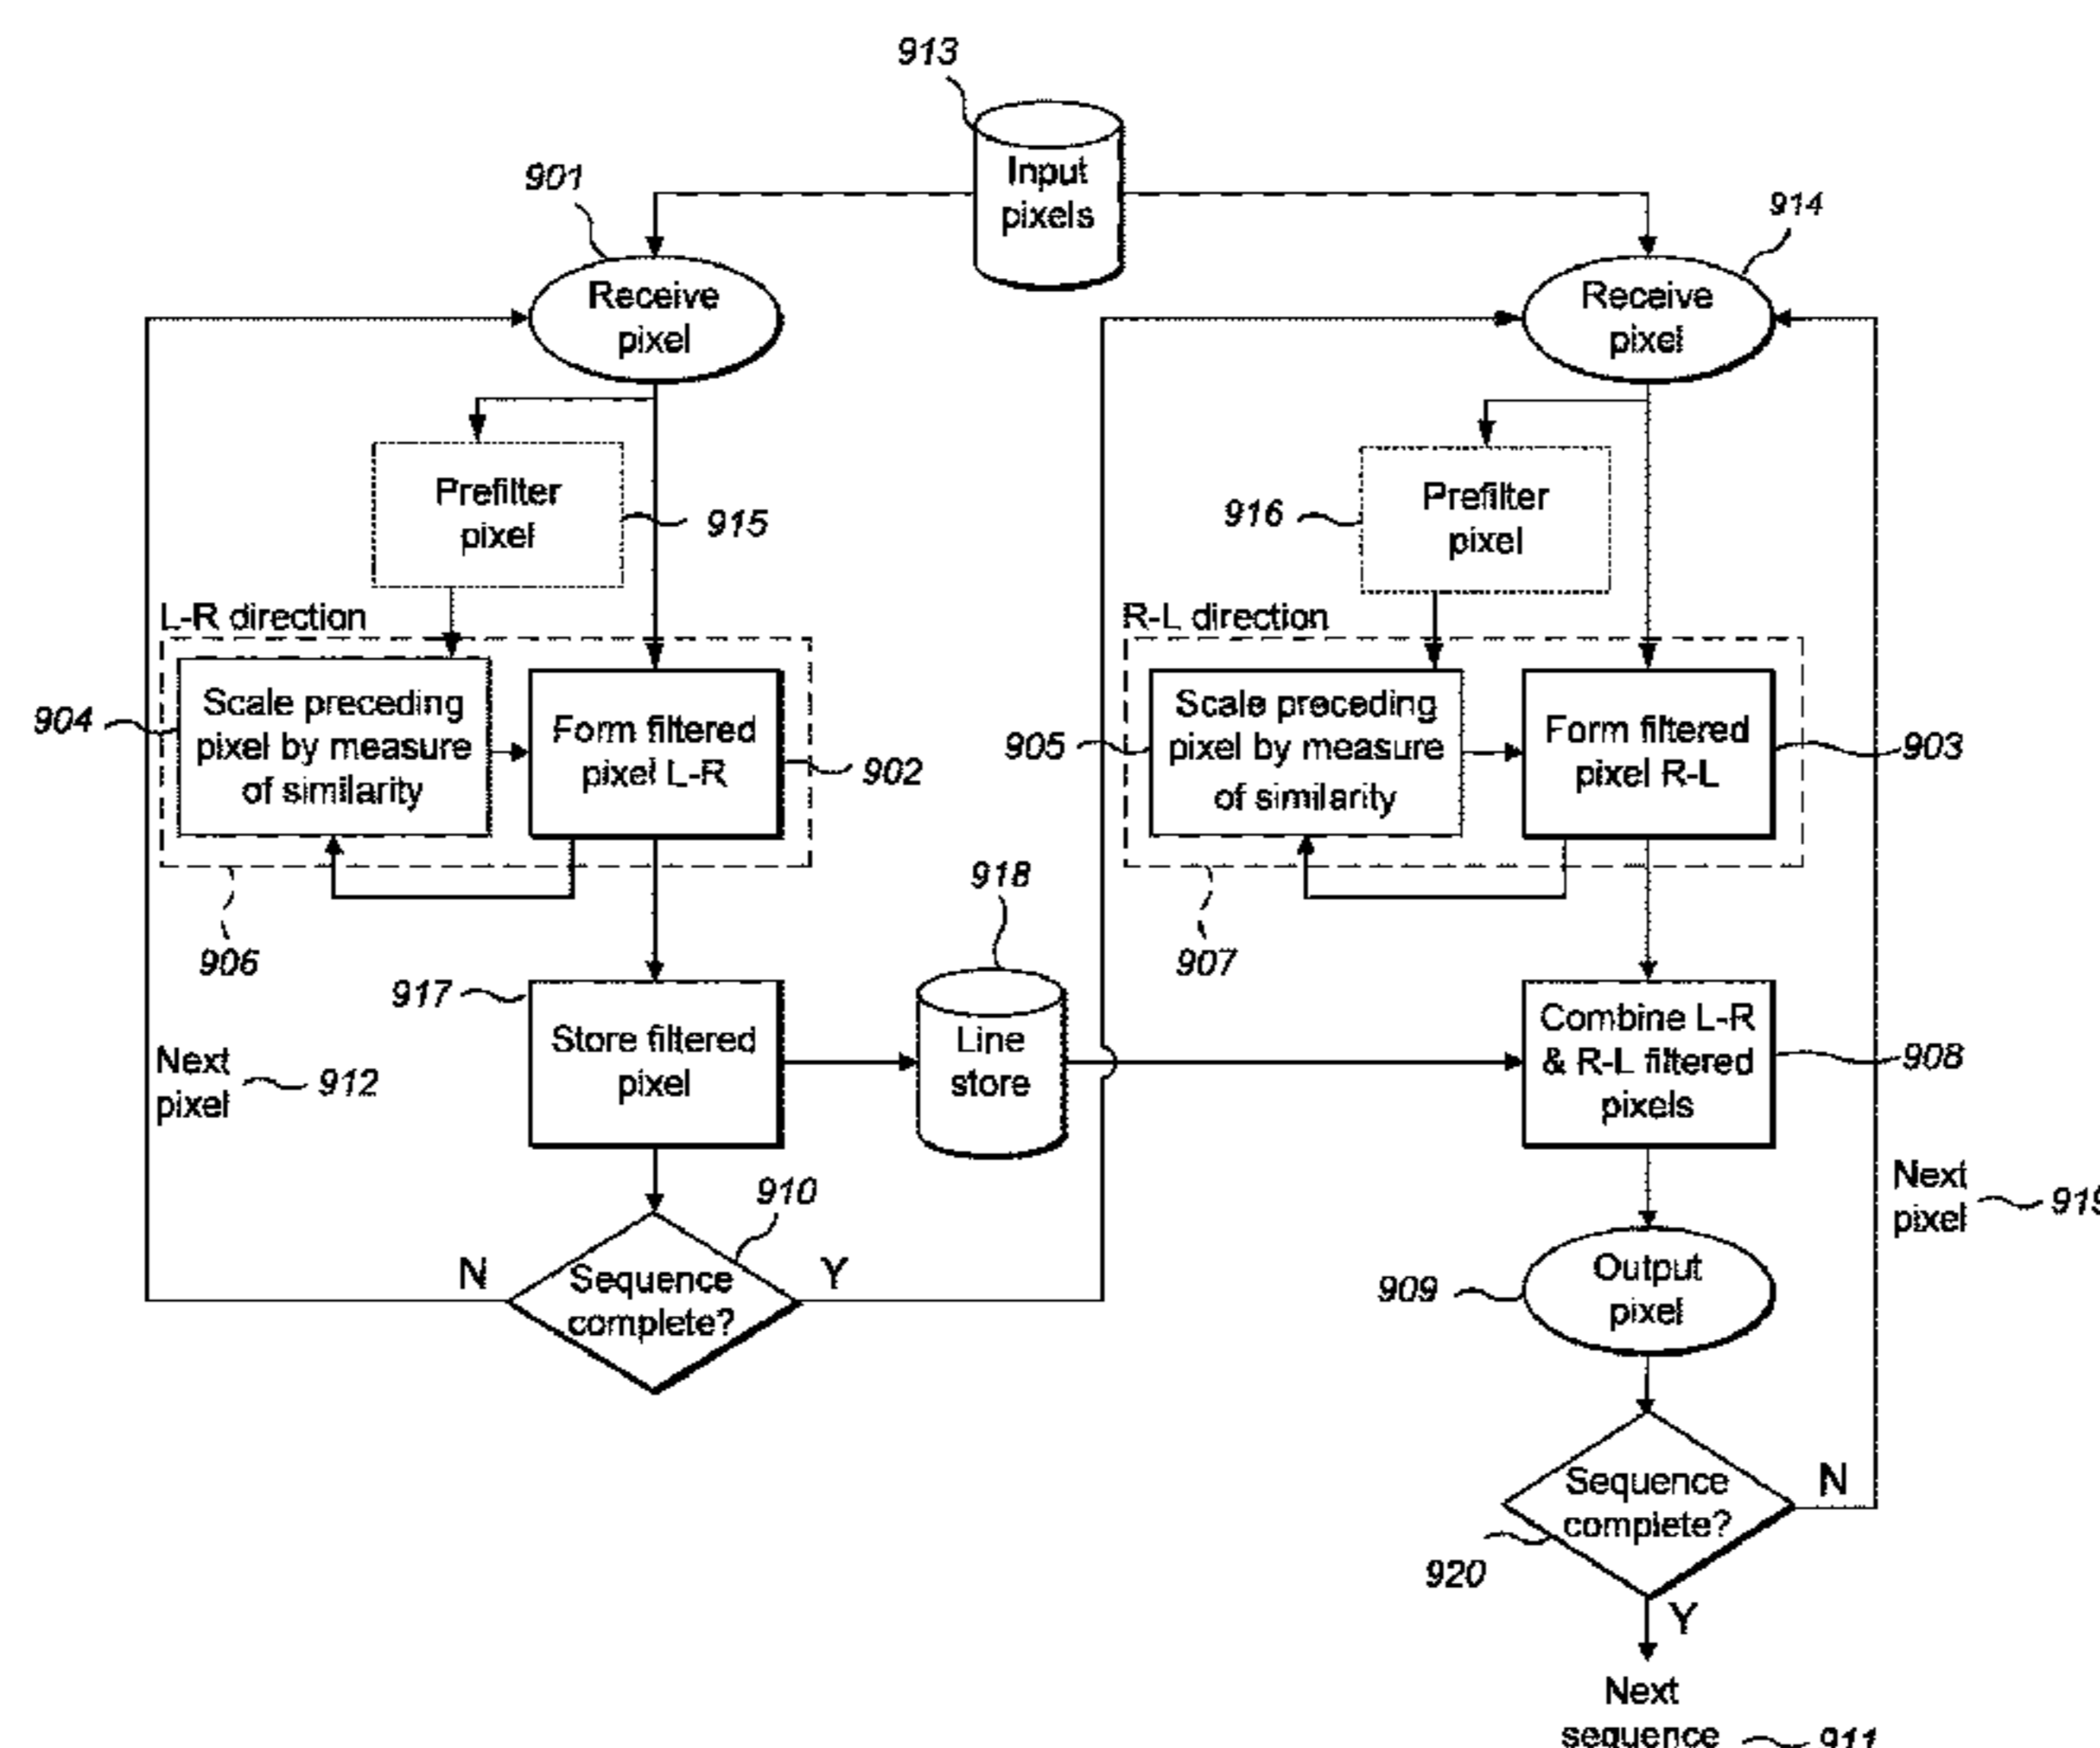 913
Input
pixels
901
Receive
pixel
914
Receive
pixel
Prefilter
pixel
915
916
Prefilter
pixel
L-R direction
904
Scale preceding
pixel by measure
of similarity
Form filtered
pixel L-R
902
906
R-L direction
905
Scale preceding
pixel by measure
of similarity
Form filtered
pixel R-L
903
907
917
Store filtered
pixel
918
Line
store
Combine L-R
& R-L filtered
pixels
908
Next
pixel
912
910
N
Sequence
complete?
Y
Output
pixel
909
Next
pixel
919
Sequence
complete?
N
920
Y
Next
sequence
911